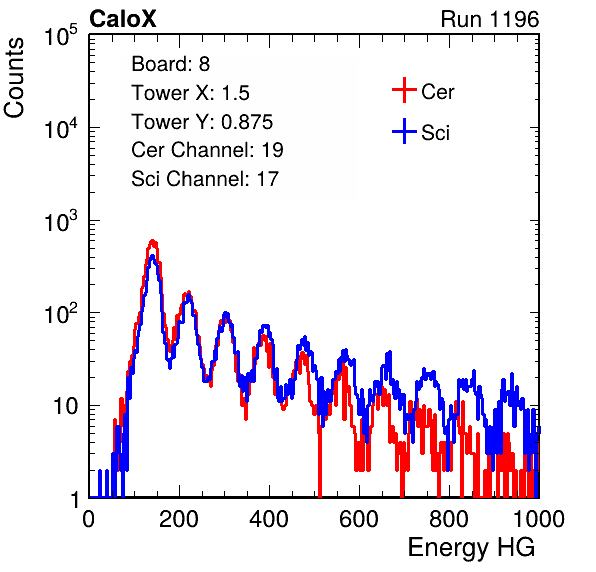 CaloX Run 1196
10^5
Counts
Board: 8
Tower X: 1.5
Tower Y: 0.875
Cer Channel: 19
Sci Channel: 17
Cer
Sci
10^4
10^3
10^2
10
1
0 200 400 600 800 1000
Energy HG